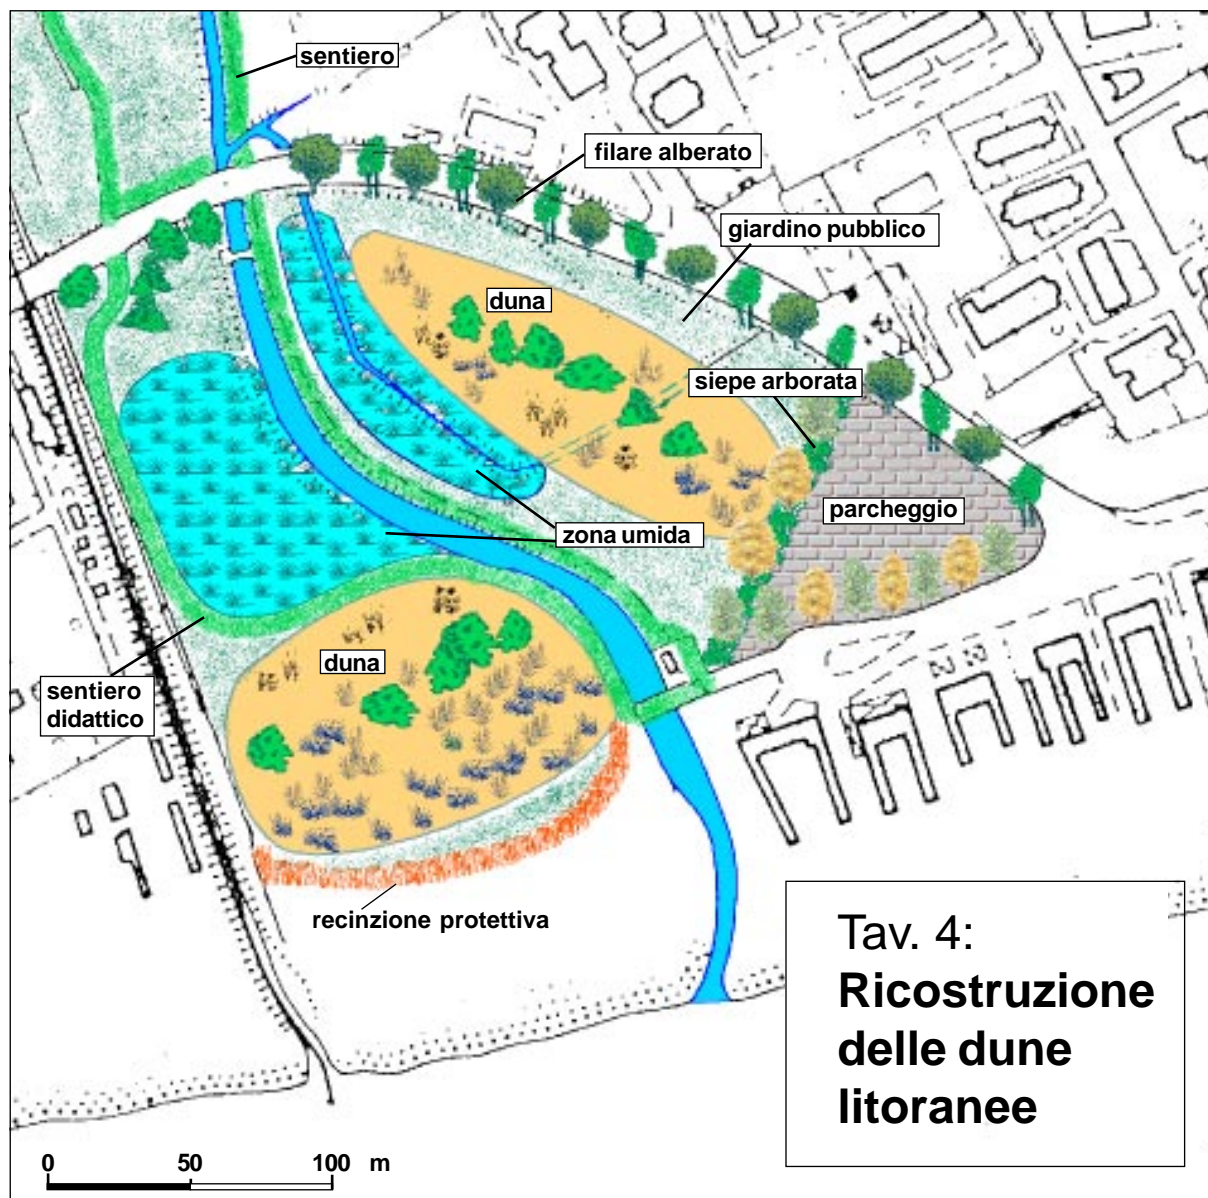 sentiero
filare alberato
giardino pubblico
duna
siepe arborata
parcheggio
zona umida
duna
sentiero
didattico
recinzione protettiva
Tav. 4:
Ricostruzione
delle dune
litoranee
0 50 100 m